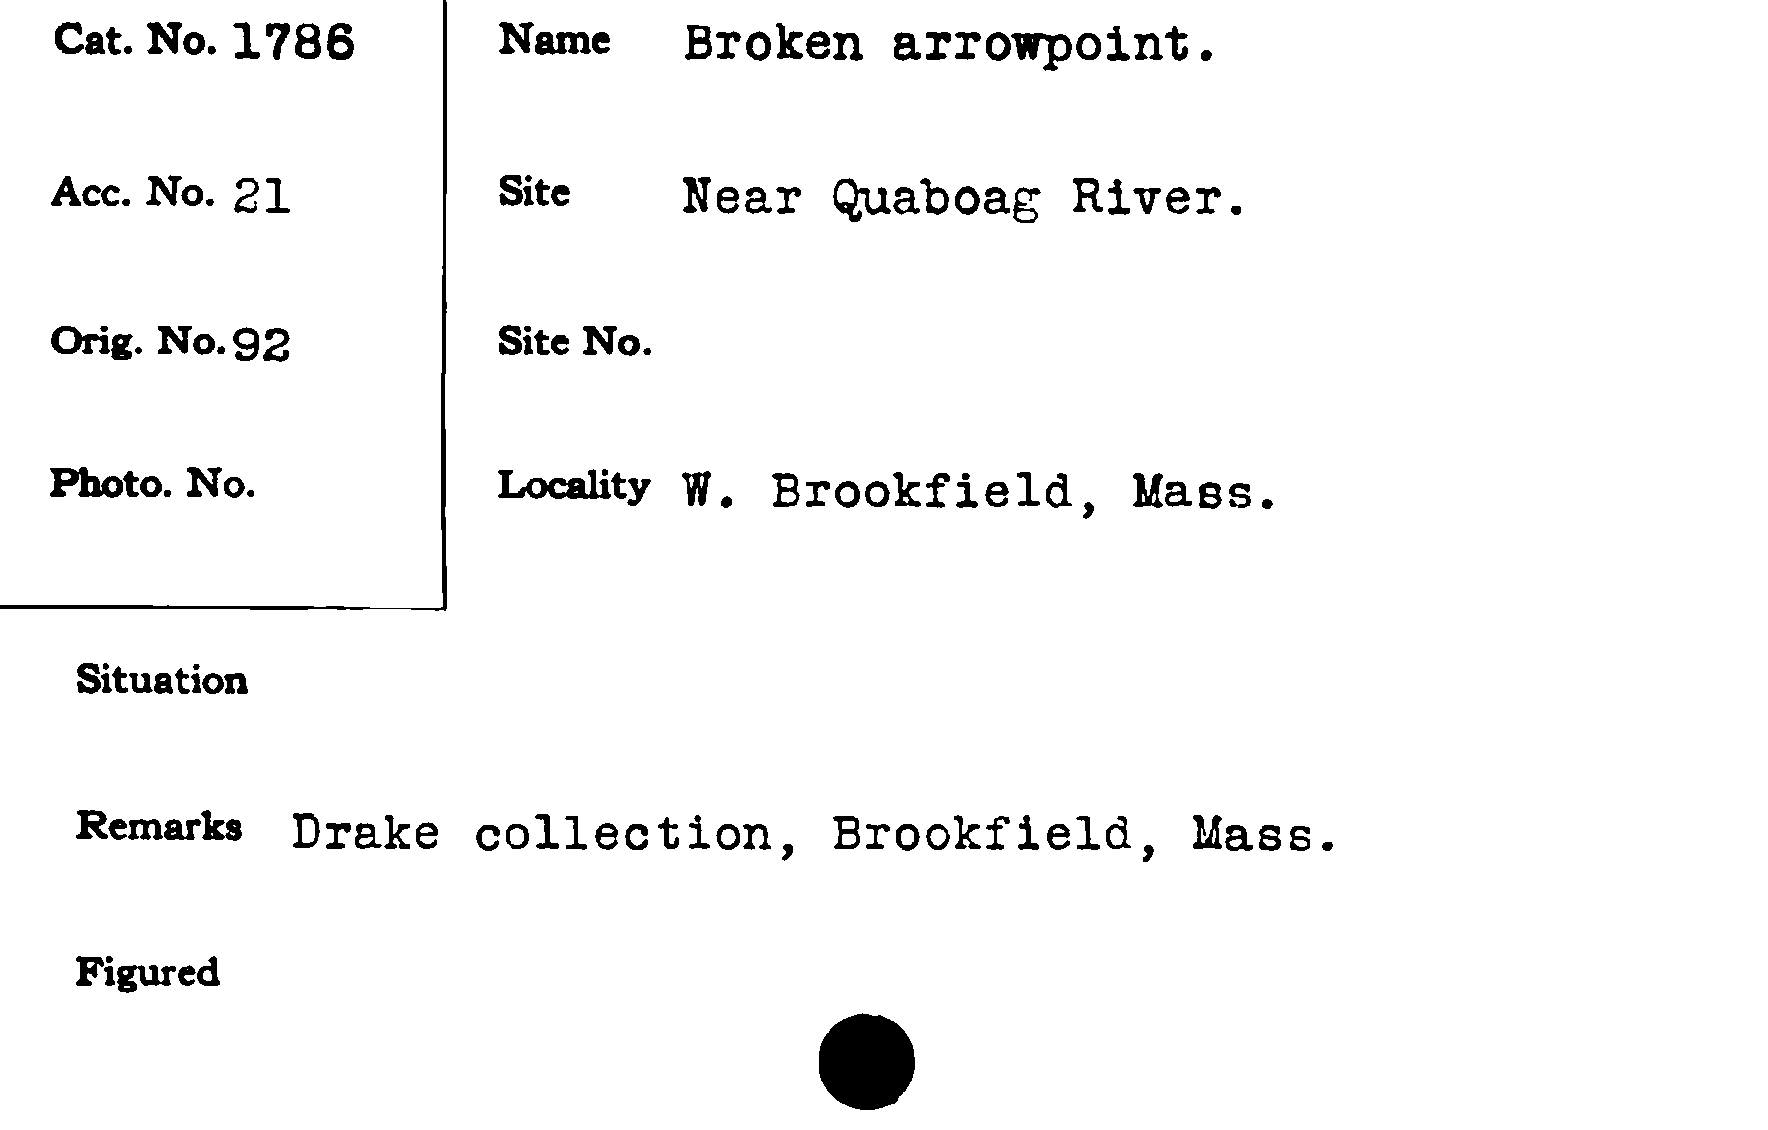 Cat. No. 1786
Acc. No. 21
Orig. No. 92
Photo. No.
Name Broken arrowpoint.
Site Near Quaboag River.
Site No.
Locality W. Brookfield, Mass.
Situation
Remarks Drake collection, Brookfield, Mass.
Figured